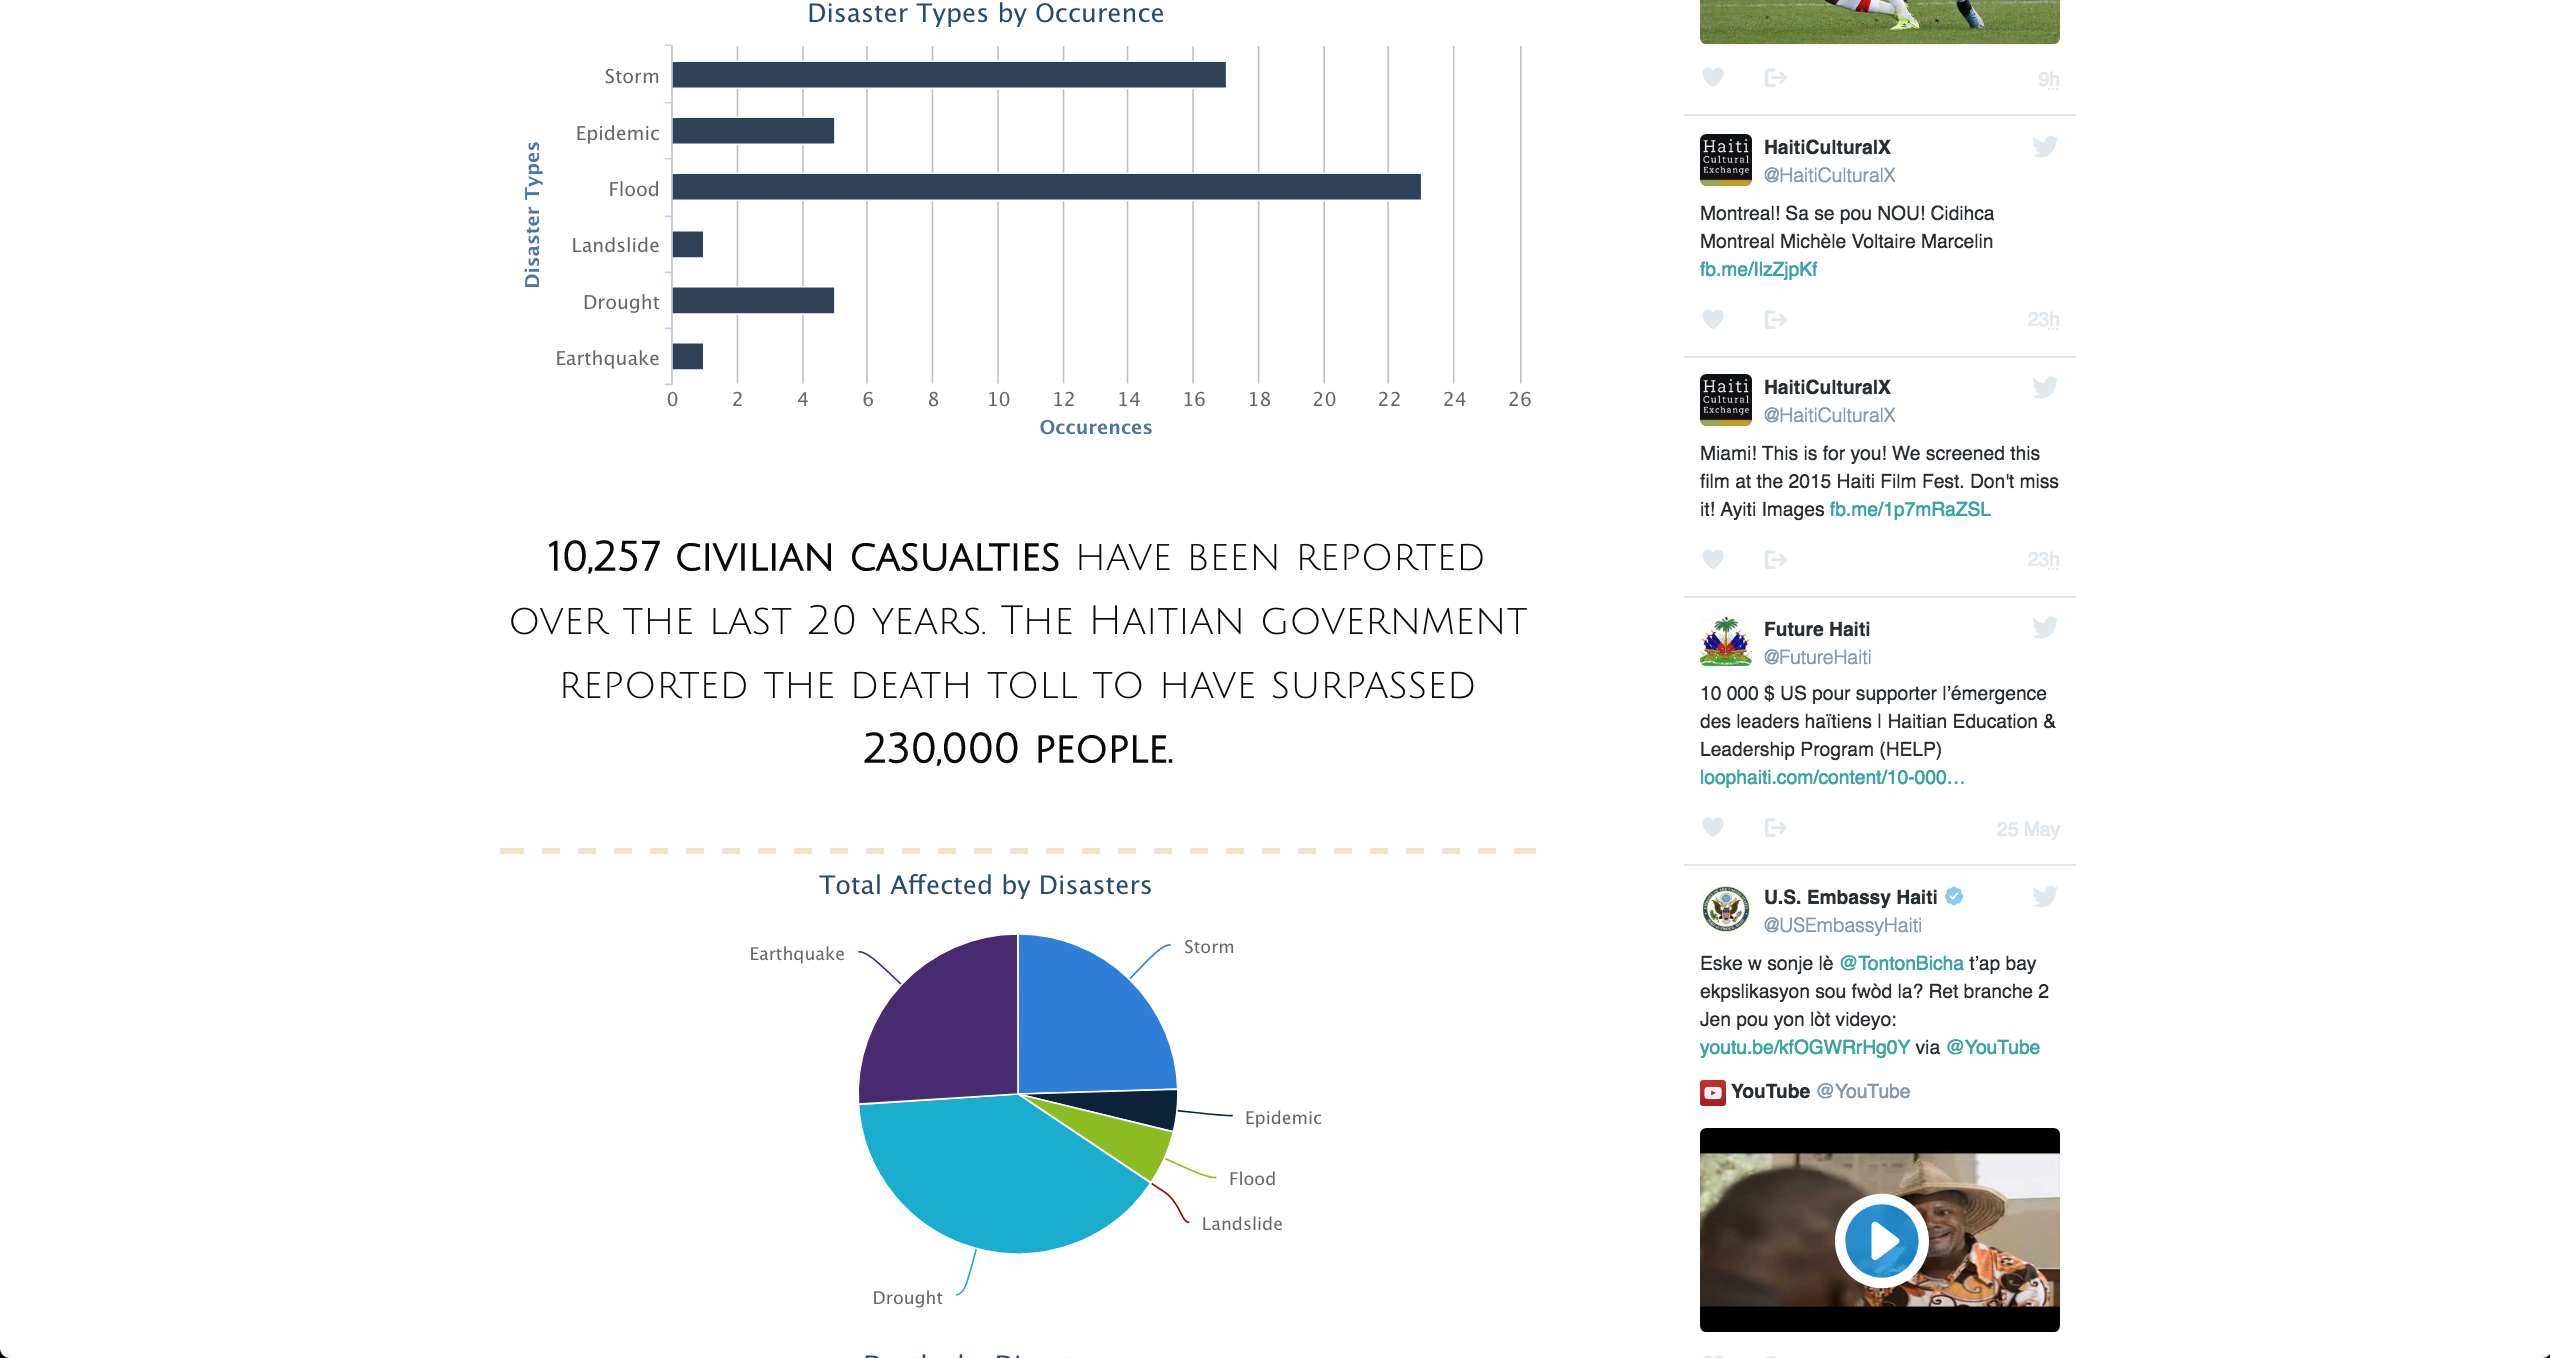 Disaster Types by Occurence
Disaster Types
Storm
Epidemic
Flood
Landslide
Drought
Earthquake
0 2 4 6 8 10 12 14 16 18 20 22 24 26
Occurences
10,257 civilian casualties have been reported
over the last 20 years. The Haitian government
reported the death toll to have surpassed
230,000 people.
Total Affected by Disasters
Earthquake
Storm
Epidemic
Flood
Landslide
Drought
9h
Haiti
Cultural
Exchange
HaitiCulturalX
@HaitiCulturalX
Montreal! Sa se pou NOU! Cidihca
Montreal Michèle Voltaire Marcelin
fb.me/IlzZjpKf
23h
Haiti
Cultural
Exchange
HaitiCulturalX
@HaitiCulturalX
Miami! This is for you! We screened this
film at the 2015 Haiti Film Fest. Don't miss
it! Ayiti Images fb.me/1p7mRaZSL
23h
Future Haiti
@FutureHaiti
10 000 $ US pour supporter l’émergence
des leaders haïtiens | Haitian Education &
Leadership Program (HELP)
loophaiti.com/content/10-000…
25 May
U.S. Embassy Haiti
@USEmbassyHaiti
Eske w sonje lè @TontonBicha t’ap bay
ekpslikasyon sou fwòd la? Ret branche 2
Jen pou yon lòt videyo:
youtu.be/kfOGWRrHg0Y via @YouTube
YouTube @YouTube